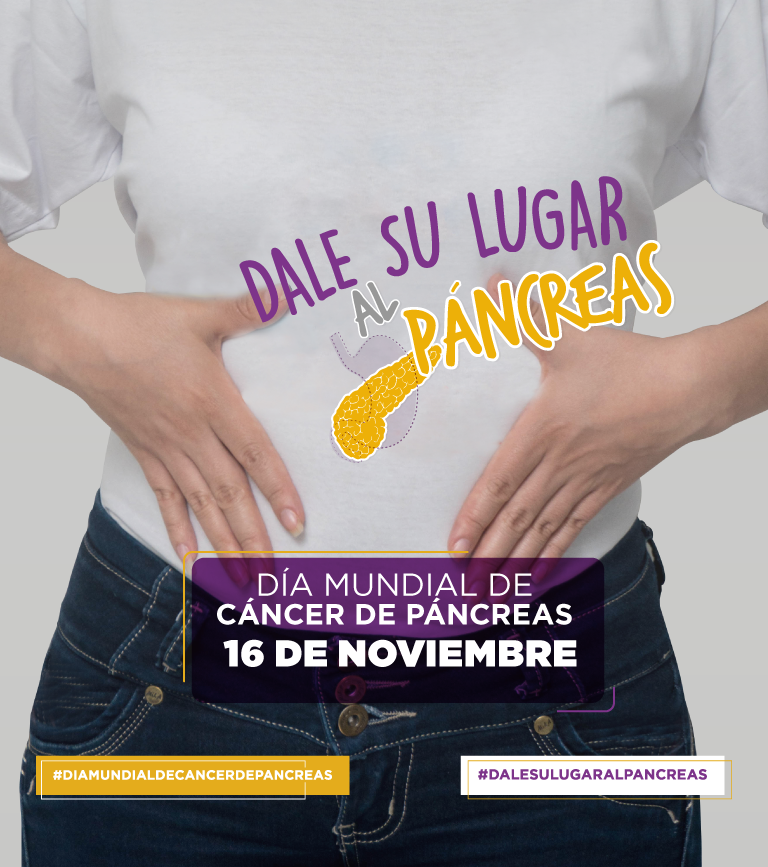 DALE SU LUGAR
AL
PÁNCREAS
DÍA MUNDIAL DE
CÁNCER DE PÁNCREAS
16 DE NOVIEMBRE
#DIAMUNDIALDECANCERDEPANCREAS
#DALESULUGARALPANCREAS